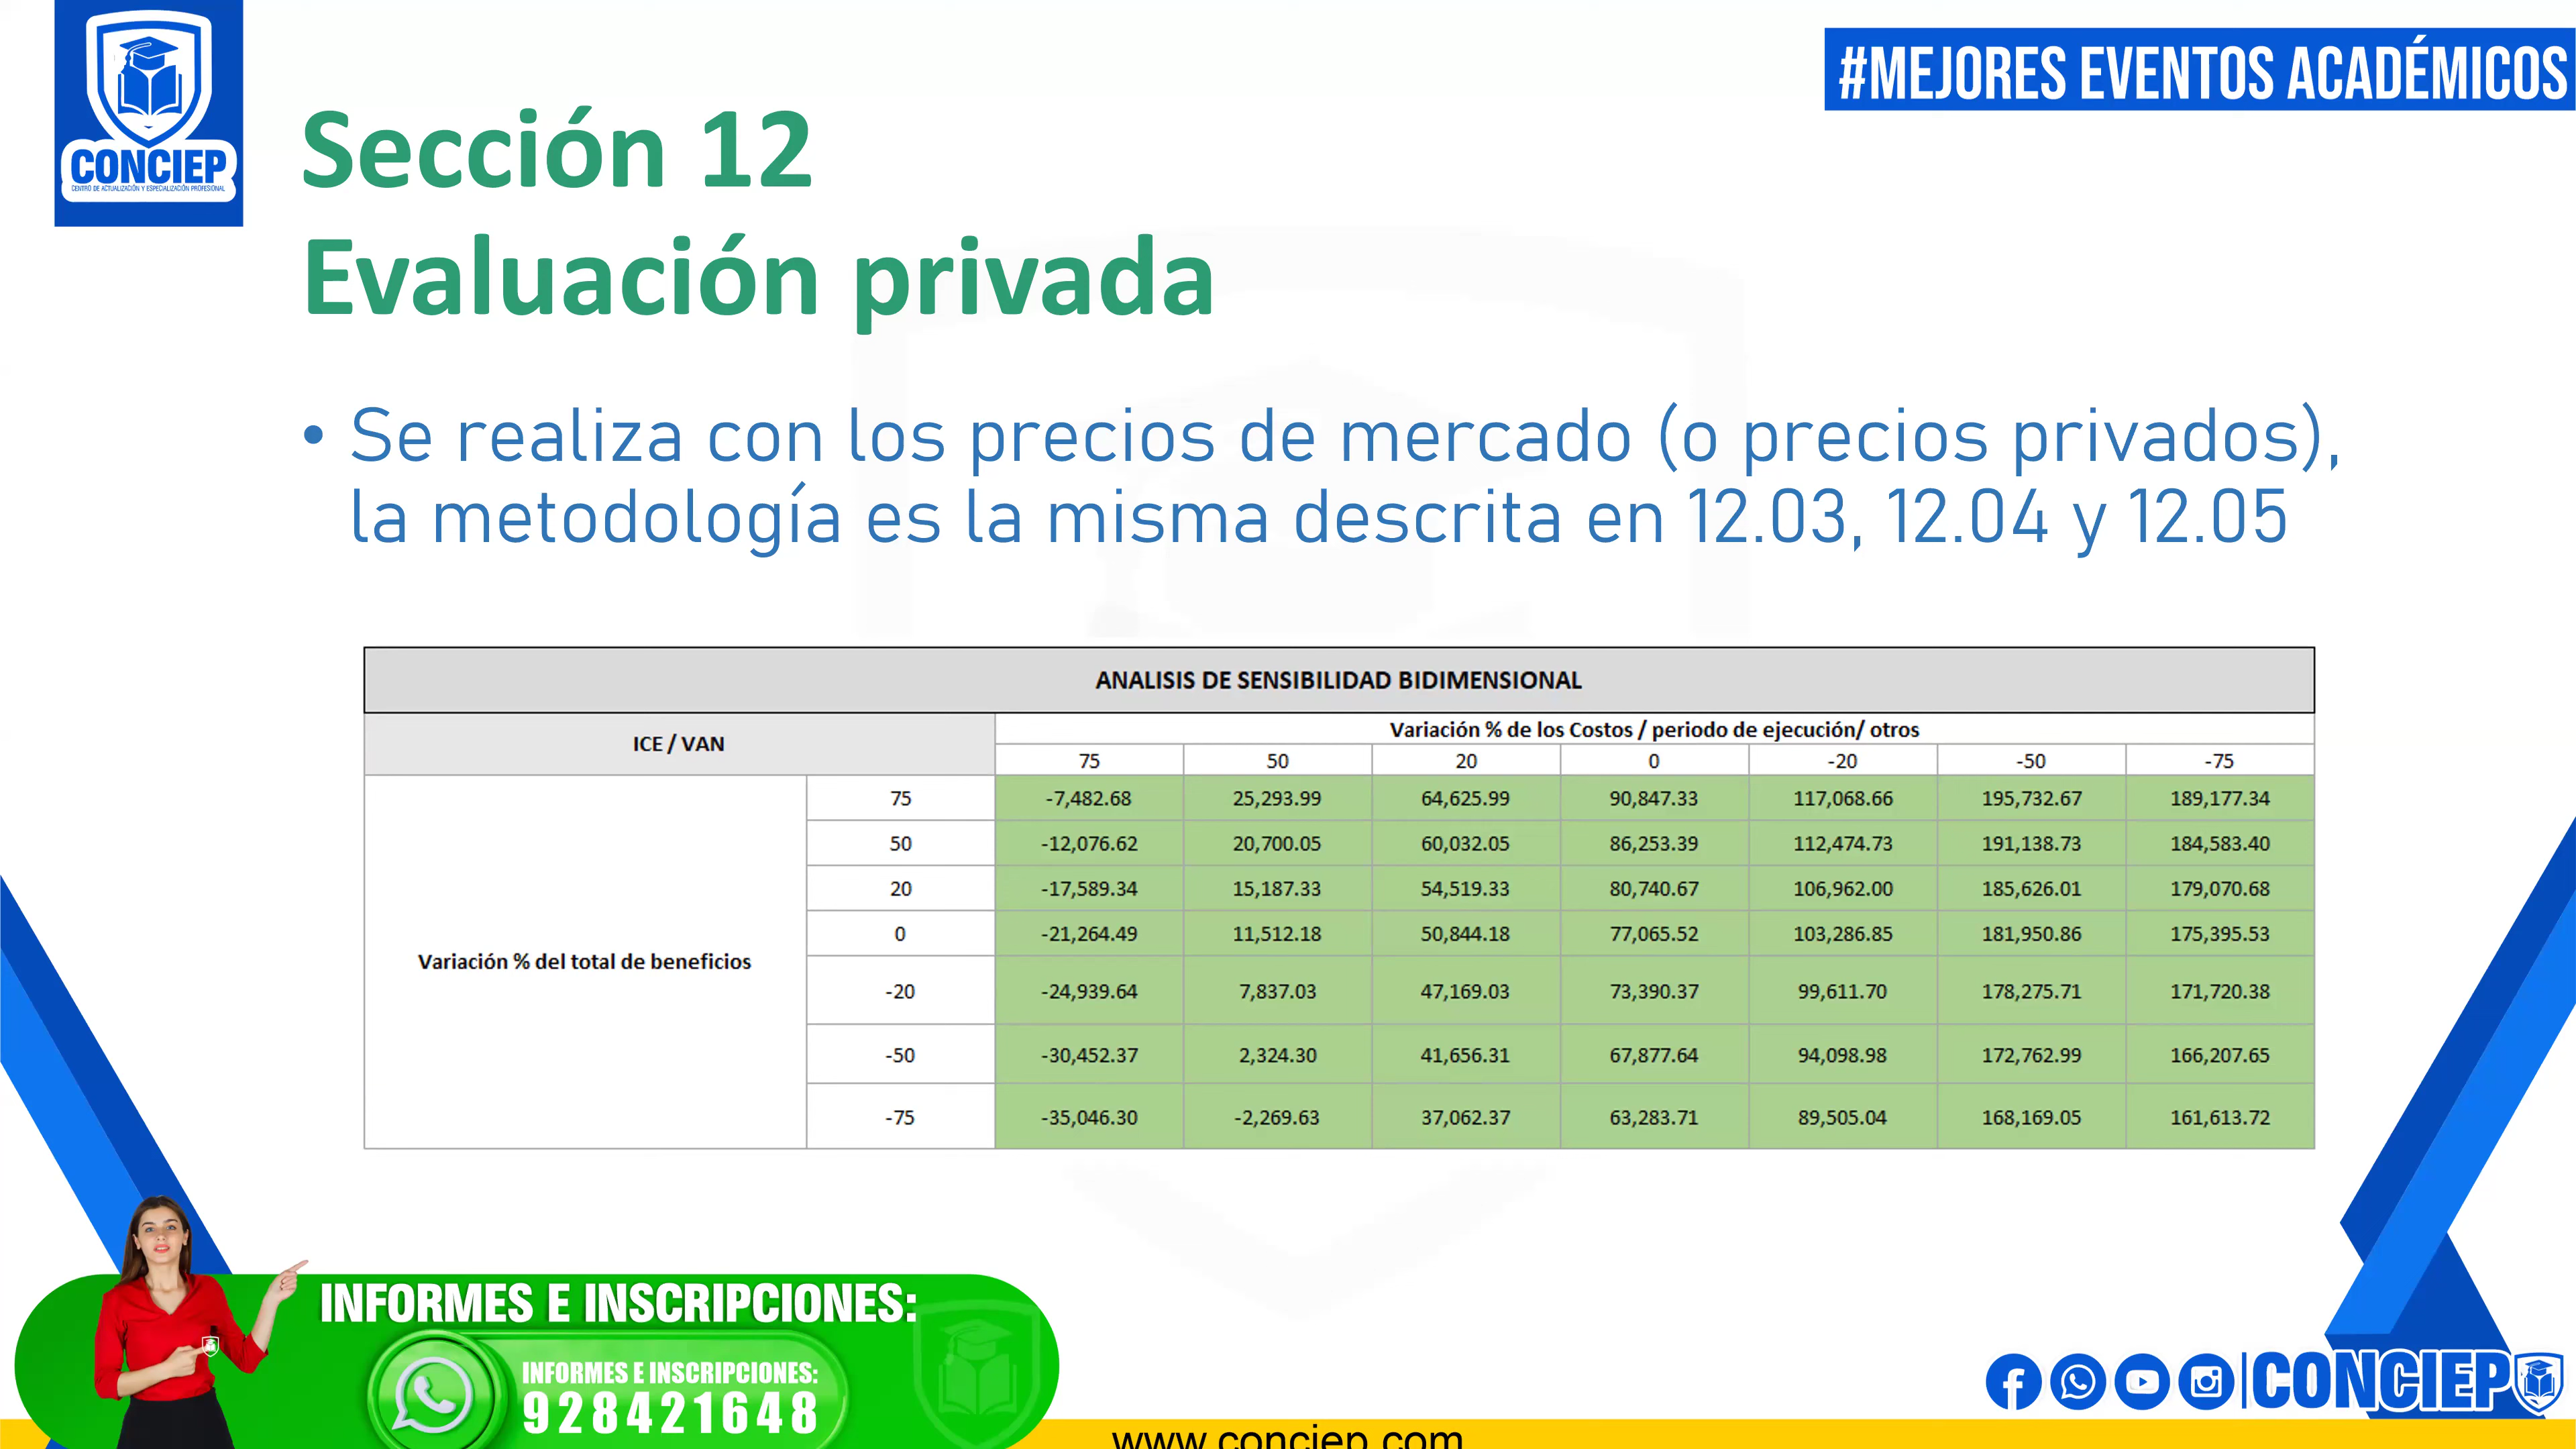 #MEJORES EVENTOS ACADÉMICOS
CONCIEP
CENTRO DE ACTUALIZACIÓN Y ESPECIALIZACIÓN PROFESIONAL
Sección 12
Evaluación privada
• Se realiza con los precios de mercado (o precios privados),
la metodología es la misma descrita en 12.03, 12.04 y 12.05
ANALISIS DE SENSIBILIDAD BIDIMENSIONAL
ICE / VAN
Variación % de los Costos / periodo de ejecución/ otros
75 50 20 0 -20 -50 -75
Variación % del total de beneficios
75 -7,482.68 25,293.99 64,625.99 90,847.33 117,068.66 195,732.67 189,177.34
50 -12,076.62 20,700.05 60,032.05 86,253.39 112,474.73 191,138.73 184,583.40
20 -17,589.34 15,187.33 54,519.33 80,740.67 106,962.00 185,626.01 179,070.68
0 -21,264.49 11,512.18 50,844.18 77,065.52 103,286.85 181,950.86 175,395.53
-20 -24,939.64 7,837.03 47,169.03 73,390.37 99,611.70 178,275.71 171,720.38
-50 -30,452.37 2,324.30 41,656.31 67,877.64 94,098.98 172,762.99 166,207.65
-75 -35,046.30 -2,269.63 37,062.37 63,283.71 89,505.04 168,169.05 161,613.72
INFORMES E INSCRIPCIONES:
INFORMES E INSCRIPCIONES:
928421648
CONCIEP
www.conciep.com